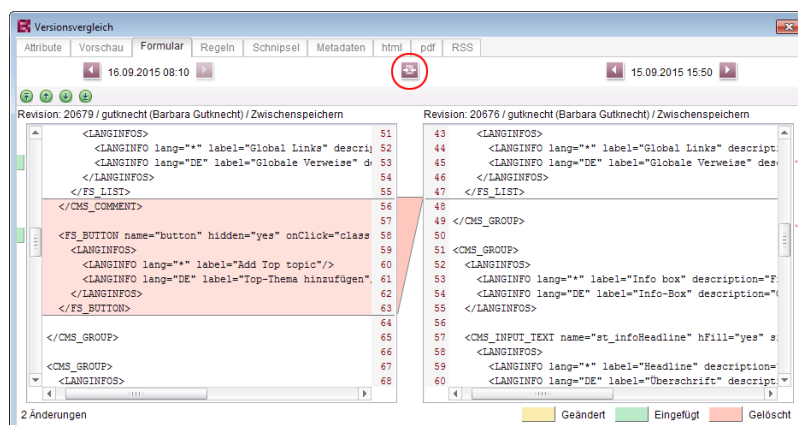 Versionsvergleich
Attribute Vorschau Formular Regeln Schnipsel Metadaten html pdf RSS
16.09.2015 08:10 15.09.2015 15:50
Revision: 20679 / gutknecht (Barbara Gutknecht) / Zwischenspeichern Revision: 20676 / gutknecht (Barbara Gutknecht) / Zwischenspeichern
<LANGINFOS> 51 43 <LANGINFOS>
<LANGINFO lang="*" label="Global Links" descri 52 44 <LANGINFO lang="*" label="Global Links" descript
<LANGINFO lang="DE" label="Globale Verweise" d 53 45 <LANGINFO lang="DE" label="Globale Verweise" des
</LANGINFOS> 54 46 </LANGINFOS>
</FS_LIST> 55 47 </FS_LIST>
</CMS_COMMENT> 56 48
57 49 </CMS_GROUP>
<FS_BUTTON name="button" hidden="yes" onClick="class 58 50
<LANGINFOS> 59 51 <CMS_GROUP>
<LANGINFO lang="*" label="Add Top topic"/> 60 52 <LANGINFOS>
<LANGINFO lang="DE" label="Top-Thema hinzufügen" 61 53 <LANGINFO lang="*" label="Info box" description="F
</LANGINFOS> 62 54 <LANGINFO lang="DE" label="Info-Box" description="
</FS_BUTTON> 63 55 </LANGINFOS>
64 56
</CMS_GROUP> 65 57 <CMS_INPUT_TEXT name="st_infoHeadline" hFill="yes" s
66 58 <LANGINFOS>
<CMS_GROUP> 67 59 <LANGINFO lang="*" label="Headline" description="
<LANGINFOS> 68 60 <LANGINFO lang="DE" label="Überschrift" descript
2 Änderungen Geändert Eingefügt Gelöscht